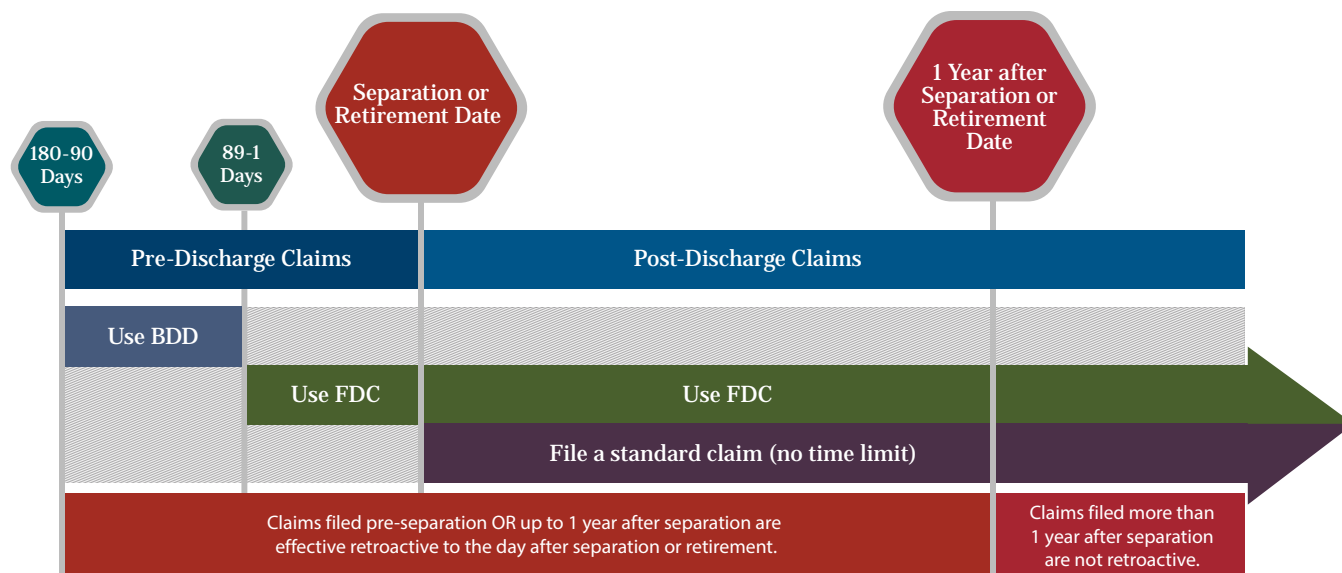 180-90
Days
89-1
Days
Separation or
Retirement Date
1 Year after
Separation or
Retirement
Date
Pre-Discharge Claims
Post-Discharge Claims
Use BDD
Use FDC
Use FDC
File a standard claim (no time limit)
Claims filed pre-separation OR up to 1 year after separation are
effective retroactive to the day after separation or retirement.
Claims filed more than
1 year after separation
are not retroactive.